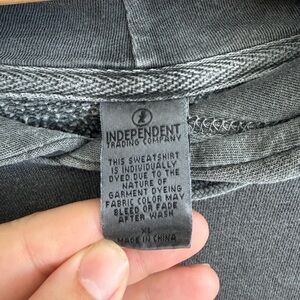 INDEPENDENT
TRADING COMPANY
THIS SWEATSHIRT
IS INDIVIDUALLY
DYED.DUE TO THE
NATURE OF
GARMENT DYEING
FABRIC COLOR MAY
BLEED OR FADE
AFTER WASH
XL
MADE IN CHINA